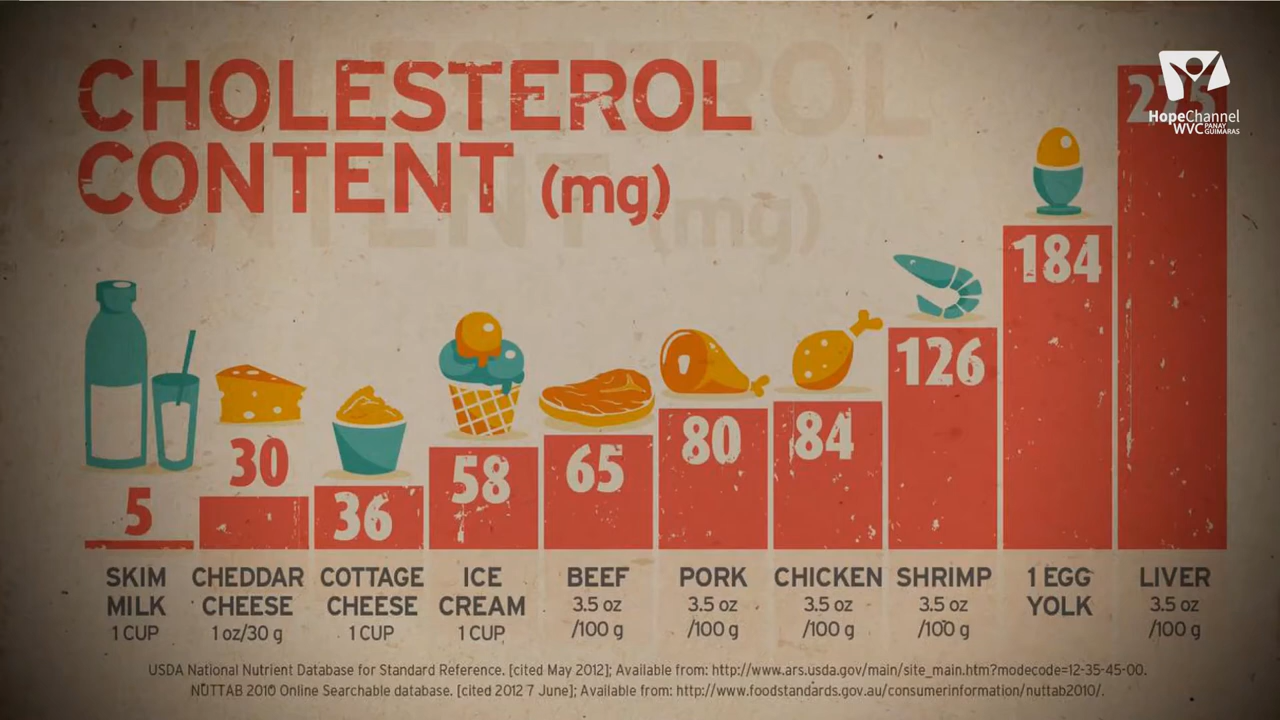 CHOLESTEROL
CONTENT (mg)
HopeChannel
WVC PANAY GUIMARAS
5
30
36
58
65
80
84
126
184
SKIM MILK 1 CUP
CHEDDAR CHEESE 1 oz/30 g
COTTAGE CHEESE 1 CUP
ICE CREAM 1 CUP
BEEF 3.5 oz /100 g
PORK 3.5 oz /100 g
CHICKEN 3.5 oz /100 g
SHRIMP 3.5 oz /100 g
1 EGG YOLK
LIVER 3.5 oz /100 g
USDA National Nutrient Database for Standard Reference. [cited May 2012]; Available from: http://www.ars.usda.gov/main/site_main.htm?modecode=12-35-45-00.
NUTTAB 2010 Online Searchable database. [cited 2012 7 June]; Available from: http://www.foodstandards.gov.au/consumerinformation/nuttab2010/.